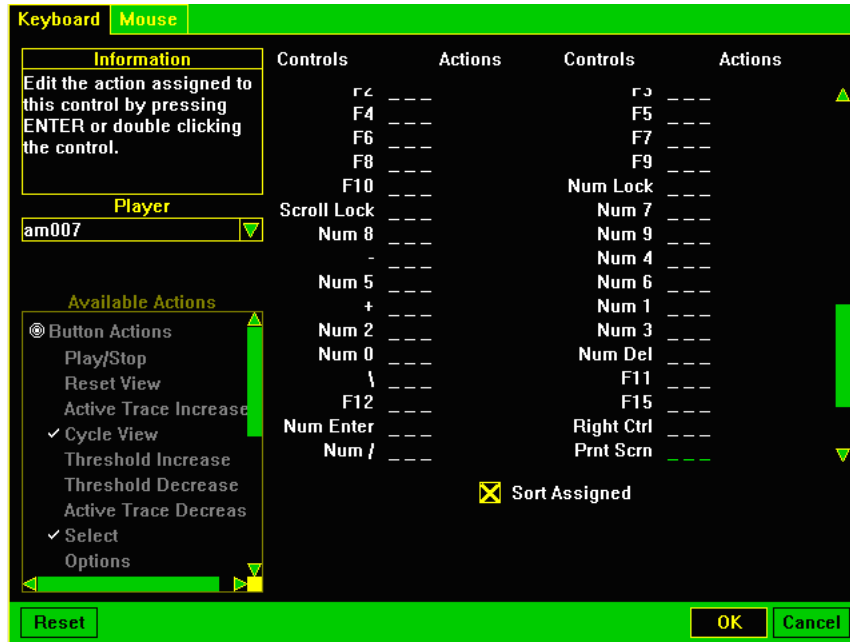 Keyboard Mouse
Information
Edit the action assigned to
this control by pressing
ENTER or double clicking
the control.
Player
am007
Available Actions
Button Actions
Play/Stop
Reset View
Active Trace Increase
Cycle View
Threshold Increase
Threshold Decrease
Active Trace Decreas
Select
Options
Controls Actions Controls Actions
F2 _ _ _ F3 _ _ _
F4 _ _ _ F5 _ _ _
F6 _ _ _ F7 _ _ _
F8 _ _ _ F9 _ _ _
F10 _ _ _ Num Lock _ _ _
Scroll Lock _ _ _ Num 7 _ _ _
Num 8 _ _ _ Num 9 _ _ _
- _ _ _ Num 4 _ _ _
Num 5 _ _ _ Num 6 _ _ _
+ _ _ _ Num 1 _ _ _
Num 2 _ _ _ Num 3 _ _ _
Num 0 _ _ _ Num Del _ _ _
\ _ _ _ F11 _ _ _
F12 _ _ _ F15 _ _ _
Num Enter _ _ _ Right Ctrl _ _ _
Num / _ _ _ Prnt Scrn _ _ _
Sort Assigned
Reset OK Cancel